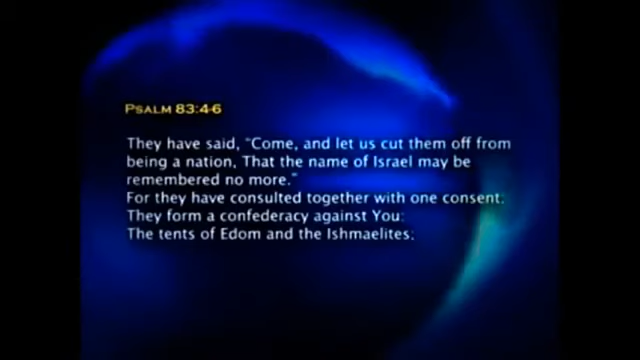 Psalm 83:4-6
They have said, "Come, and let us cut them off from
being a nation, That the name of Israel may be
remembered no more."
For they have consulted together with one consent;
They form a confederacy against You:
The tents of Edom and the Ishmaelites;